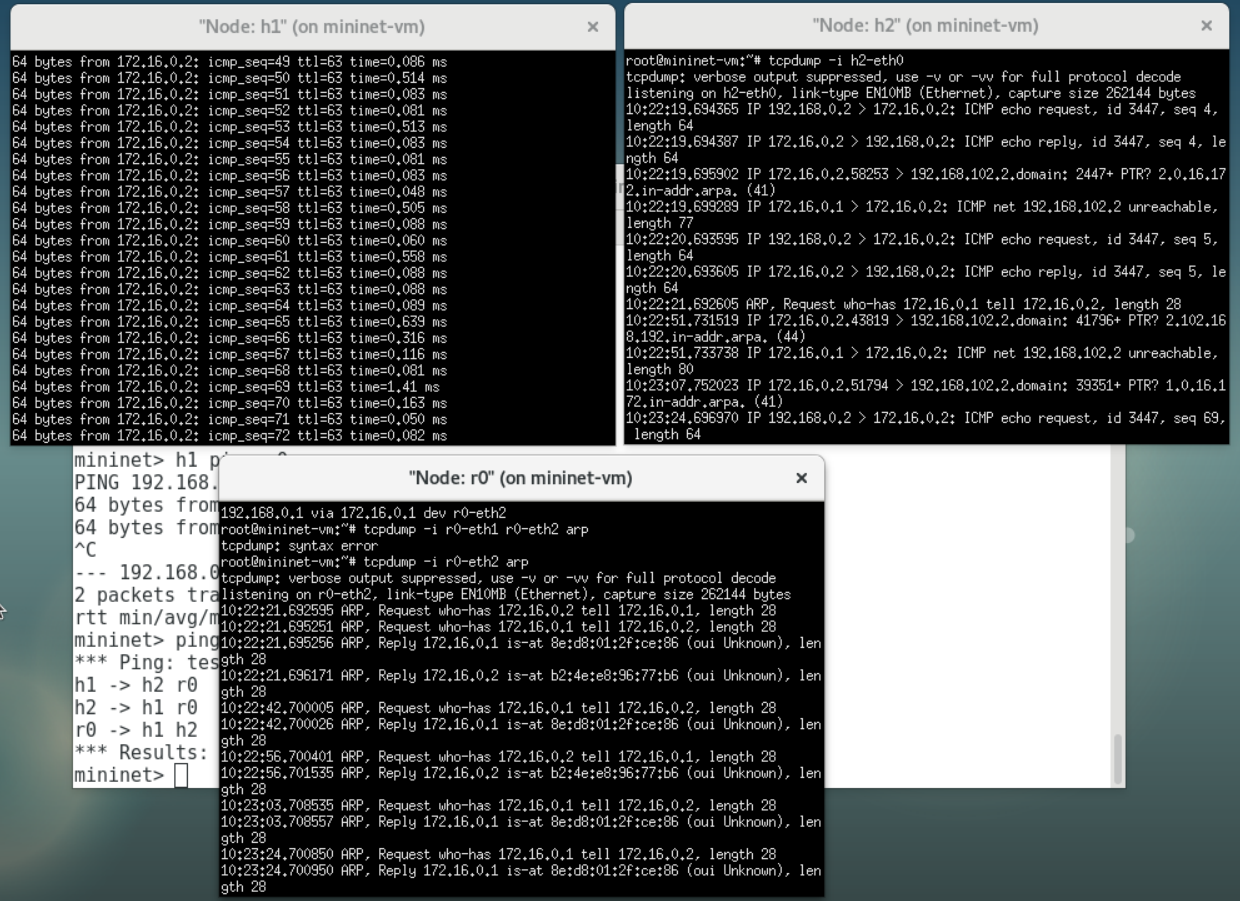 "Node: h1" (on mininet-vm)
64 bytes from 172.16.0.2: icmp_seq=49 ttl=63 time=0.086 ms
64 bytes from 172.16.0.2: icmp_seq=50 ttl=63 time=0.514 ms
64 bytes from 172.16.0.2: icmp_seq=51 ttl=63 time=0.083 ms
64 bytes from 172.16.0.2: icmp_seq=52 ttl=63 time=0.081 ms
64 bytes from 172.16.0.2: icmp_seq=53 ttl=63 time=0.513 ms
64 bytes from 172.16.0.2: icmp_seq=54 ttl=63 time=0.083 ms
64 bytes from 172.16.0.2: icmp_seq=55 ttl=63 time=0.081 ms
64 bytes from 172.16.0.2: icmp_seq=56 ttl=63 time=0.083 ms
64 bytes from 172.16.0.2: icmp_seq=57 ttl=63 time=0.048 ms
64 bytes from 172.16.0.2: icmp_seq=58 ttl=63 time=0.505 ms
64 bytes from 172.16.0.2: icmp_seq=59 ttl=63 time=0.088 ms
64 bytes from 172.16.0.2: icmp_seq=60 ttl=63 time=0.060 ms
64 bytes from 172.16.0.2: icmp_seq=61 ttl=63 time=0.558 ms
64 bytes from 172.16.0.2: icmp_seq=62 ttl=63 time=0.088 ms
64 bytes from 172.16.0.2: icmp_seq=63 ttl=63 time=0.088 ms
64 bytes from 172.16.0.2: icmp_seq=64 ttl=63 time=0.089 ms
64 bytes from 172.16.0.2: icmp_seq=65 ttl=63 time=0.639 ms
64 bytes from 172.16.0.2: icmp_seq=66 ttl=63 time=0.316 ms
64 bytes from 172.16.0.2: icmp_seq=67 ttl=63 time=0.116 ms
64 bytes from 172.16.0.2: icmp_seq=68 ttl=63 time=0.081 ms
64 bytes from 172.16.0.2: icmp_seq=69 ttl=63 time=1.41 ms
64 bytes from 172.16.0.2: icmp_seq=70 ttl=63 time=0.163 ms
64 bytes from 172.16.0.2: icmp_seq=71 ttl=63 time=0.050 ms
64 bytes from 172.16.0.2: icmp_seq=72 ttl=63 time=0.082 ms
"Node: h2" (on mininet-vm)
root@mininet-vm:~# tcpdump -i h2-eth0
tcpdump: verbose output suppressed, use -v or -vv for full protocol decode
listening on h2-eth0, link-type EN10MB (Ethernet), capture size 262144 bytes
10:22:19.694365 IP 192.168.0.2 > 172.16.0.2: ICMP echo request, id 3447, seq 4,
length 64
10:22:19.694387 IP 172.16.0.2 > 192.168.0.2: ICMP echo reply, id 3447, seq 4, le
ngth 64
10:22:19.695902 IP 172.16.0.2.58253 > 192.168.102.2.domain: 2447+ PTR? 2.0.16.17
2.in-addr.arpa. (41)
10:22:19.699289 IP 172.16.0.1 > 172.16.0.2: ICMP net 192.168.102.2 unreachable,
length 77
10:22:20.693595 IP 192.168.0.2 > 172.16.0.2: ICMP echo request, id 3447, seq 5,
length 64
10:22:20.693605 IP 172.16.0.2 > 192.168.0.2: ICMP echo reply, id 3447, seq 5, le
ngth 64
10:22:21.692605 ARP, Request who-has 172.16.0.1 tell 172.16.0.2, length 28
10:22:51.731519 IP 172.16.0.2.43819 > 192.168.102.2.domain: 41796+ PTR? 2.102.16
8.192.in-addr.arpa. (44)
10:22:51.733738 IP 172.16.0.1 > 172.16.0.2: ICMP net 192.168.102.2 unreachable,
length 80
10:23:07.752023 IP 172.16.0.2.51794 > 192.168.102.2.domain: 39351+ PTR? 1.0.16.1
72.in-addr.arpa. (41)
10:23:24.696970 IP 192.168.0.2 > 172.16.0.2: ICMP echo request, id 3447, seq 69,
length 64
mininet> h1 p
PING 192.168.
64 bytes from
64 bytes from
^C
--- 192.168.0
2 packets tra
rtt min/avg/m
mininet> ping
*** Ping: tes
h1 -> h2 r0
h2 -> h1 r0
r0 -> h1 h2
*** Results:
mininet>
"Node: r0" (on mininet-vm)
192.168.0.1 via 172.16.0.1 dev r0-eth2
root@mininet-vm:~# tcpdump -i r0-eth1 r0-eth2 arp
tcpdump: syntax error
root@mininet-vm:~# tcpdump -i r0-eth2 arp
tcpdump: verbose output suppressed, use -v or -vv for full protocol decode
listening on r0-eth2, link-type EN10MB (Ethernet), capture size 262144 bytes
10:22:21.692595 ARP, Request who-has 172.16.0.2 tell 172.16.0.1, length 28
10:22:21.695251 ARP, Request who-has 172.16.0.1 tell 172.16.0.2, length 28
10:22:21.695256 ARP, Reply 172.16.0.1 is-at 8e:d8:01:2f:ce:86 (oui Unknown), len
gth 28
10:22:21.696171 ARP, Reply 172.16.0.2 is-at b2:4e:e8:96:77:b6 (oui Unknown), len
gth 28
10:22:42.700005 ARP, Request who-has 172.16.0.1 tell 172.16.0.2, length 28
10:22:42.700026 ARP, Reply 172.16.0.1 is-at 8e:d8:01:2f:ce:86 (oui Unknown), len
gth 28
10:22:56.700401 ARP, Request who-has 172.16.0.2 tell 172.16.0.1, length 28
10:22:56.701535 ARP, Reply 172.16.0.2 is-at b2:4e:e8:96:77:b6 (oui Unknown), len
gth 28
10:23:03.708535 ARP, Request who-has 172.16.0.1 tell 172.16.0.2, length 28
10:23:03.708557 ARP, Reply 172.16.0.1 is-at 8e:d8:01:2f:ce:86 (oui Unknown), len
gth 28
10:23:24.700850 ARP, Request who-has 172.16.0.1 tell 172.16.0.2, length 28
10:23:24.700950 ARP, Reply 172.16.0.1 is-at 8e:d8:01:2f:ce:86 (oui Unknown), len
gth 28